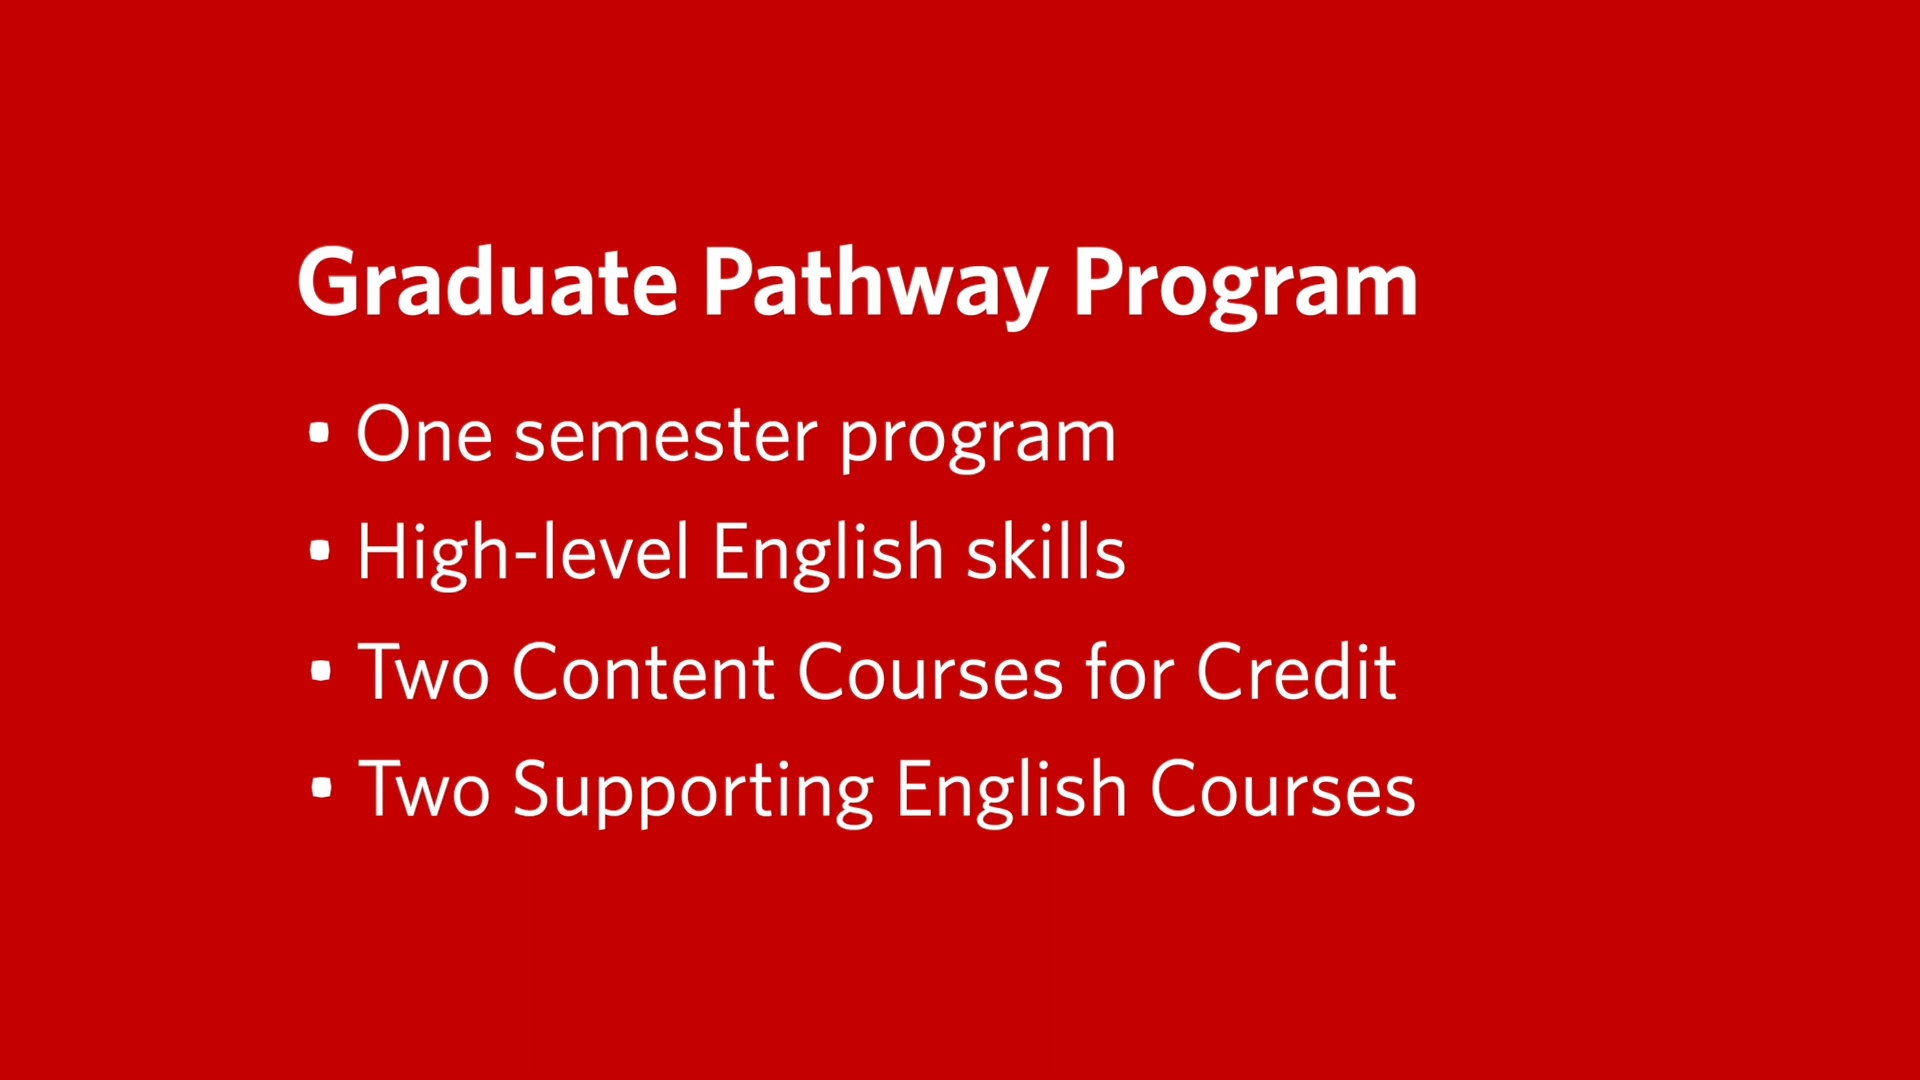 Graduate Pathway Program
• One semester program
• High-level English skills
• Two Content Courses for Credit
• Two Supporting English Courses